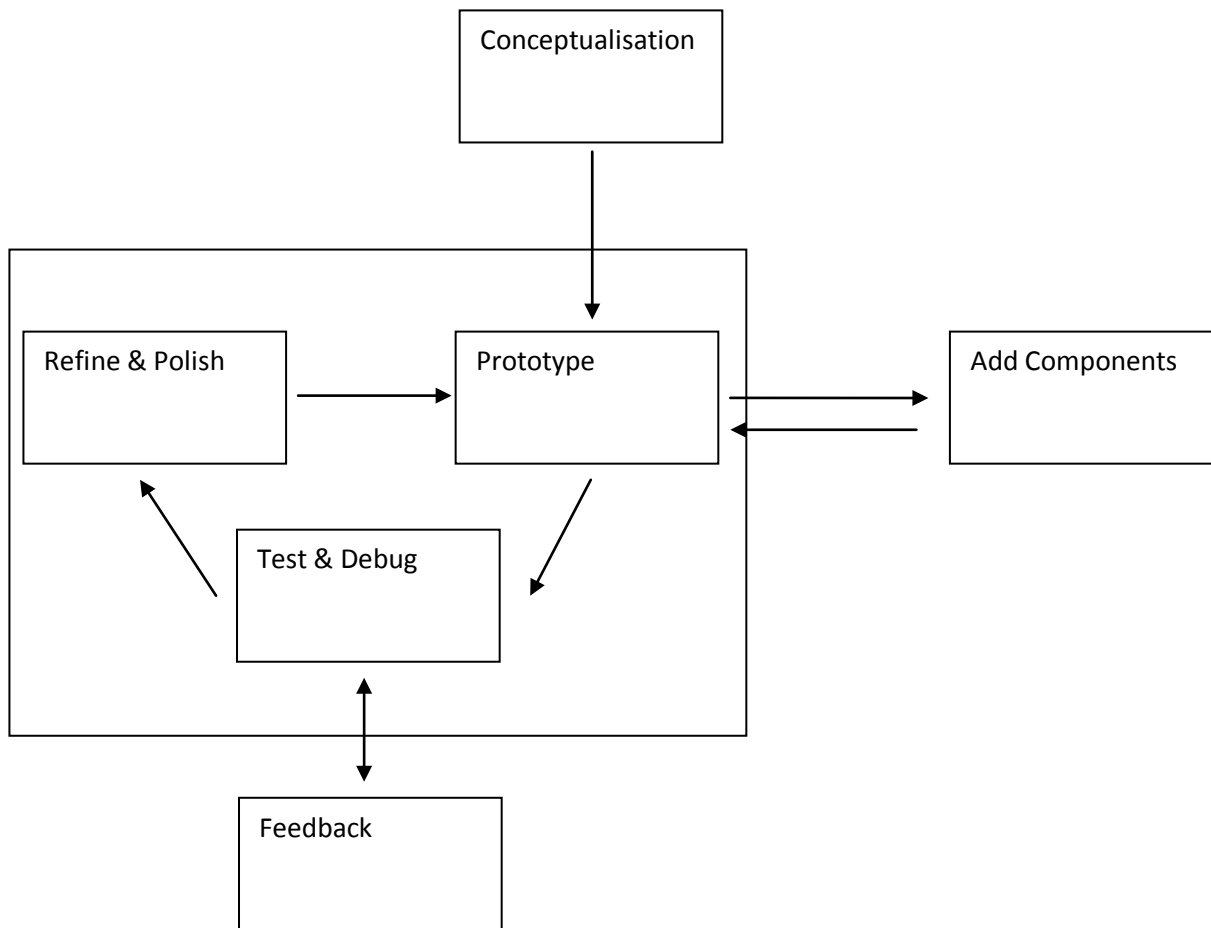 Conceptualisation
Refine & Polish
Prototype
Add Components
Test & Debug
Feedback